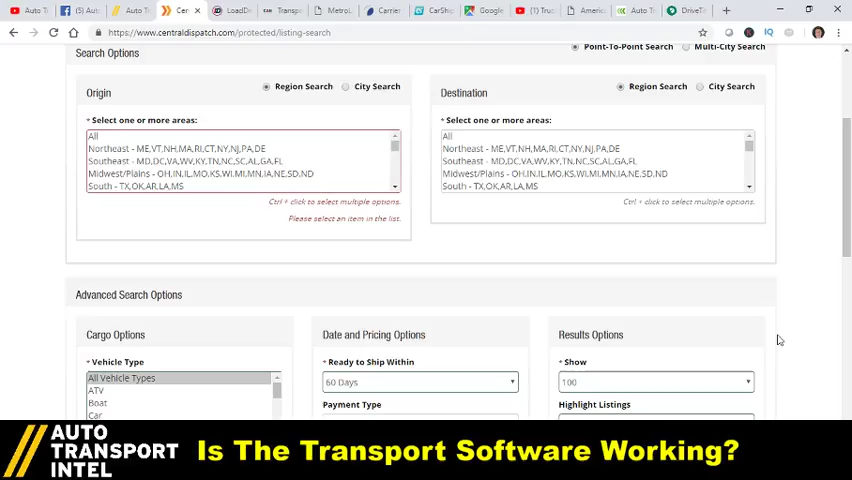 Auto Tr
(3) Aut
Auto T
Cen
LoadDe
Transpo
MetroL
Carrier
CarShip
Google
(1) Truc
Americ
Auto Tr
DriveTi
https://www.centraldispatch.com/protected/listing-search
Search Options
Point-To-Point Search
Multi-City Search
Origin
Region Search
City Search
* Select one or more areas:
All
Northeast - ME,VT,NH,MA,RI,CT,NY,NJ,PA,DE
Southeast - MD,DC,VA,WV,KY,TN,NC,SC,AL,GA,FL
Midwest/Plains - OH,IN,IL,MO,KS,WI,MI,MN,IA,NE,SD,ND
South - TX,OK,AR,LA,MS
Ctrl + click to select multiple options.
Please select an item in the list.
Destination
Region Search
City Search
* Select one or more areas:
All
Northeast - ME,VT,NH,MA,RI,CT,NY,NJ,PA,DE
Southeast - MD,DC,VA,WV,KY,TN,NC,SC,AL,GA,FL
Midwest/Plains - OH,IN,IL,MO,KS,WI,MI,MN,IA,NE,SD,ND
South - TX,OK,AR,LA,MS
Ctrl + click to select multiple options.
Advanced Search Options
Cargo Options
* Vehicle Type
All Vehicle Types
ATV
Boat
Car
Date and Pricing Options
* Ready to Ship Within
60 Days
Payment Type
Results Options
* Show
100
Highlight Listings
AUTO
TRANSPORT
INTEL
Is The Transport Software Working?